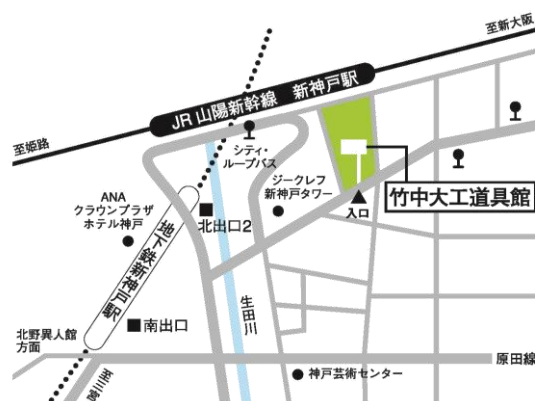 至新大阪
JR 山陽新幹線 新神戸駅
至姫路
シティ・
ループバス
ジークレフ
新神戸タワー
入口
竹中大工道具館
ANA
クラウンプラザ
ホテル神戸
北出口2
地下鉄新神戸駅
生田川
南出口
北野異人館
方面
原田線
神戸芸術センター
至三宮